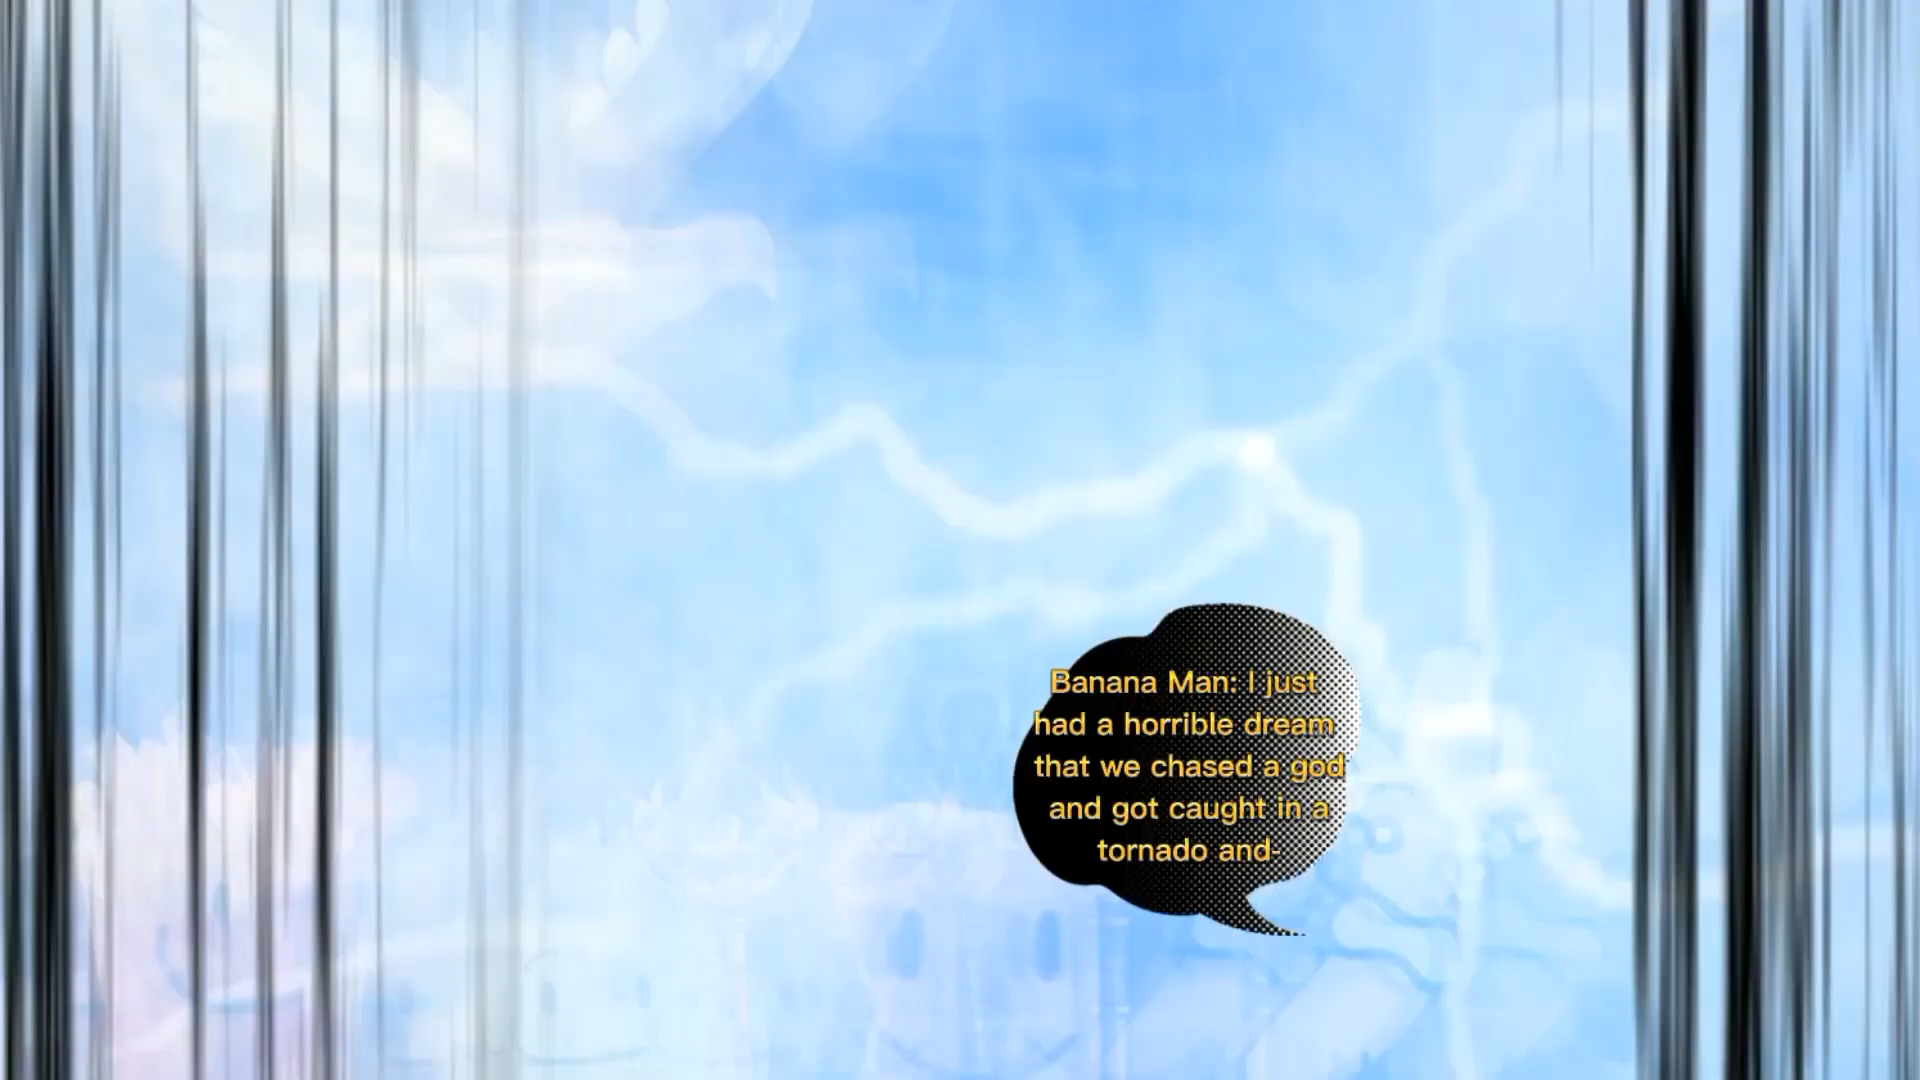 Banana Man: I just
had a horrible dream
that we chased a god
and got caught in a
tornado and-